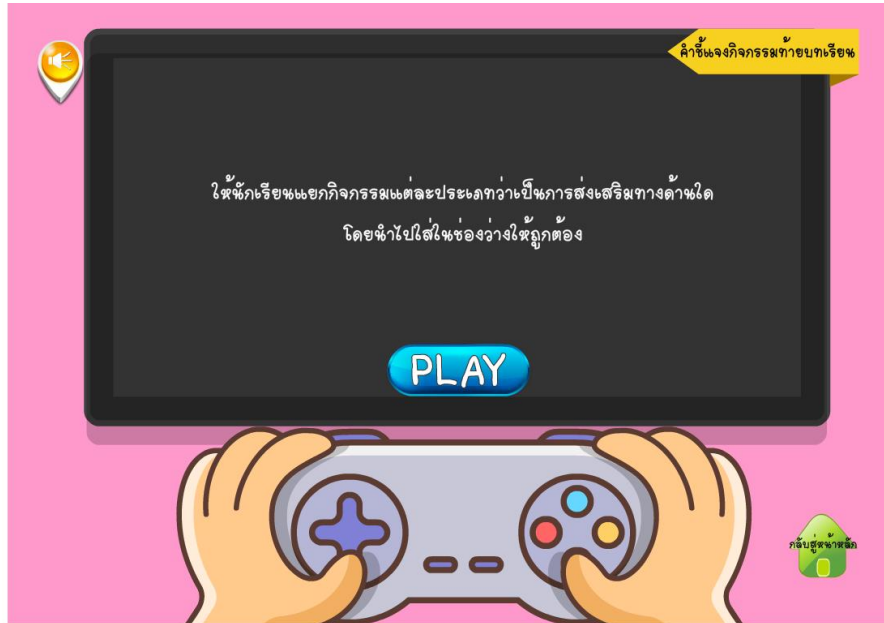 คำชี้แจงกิจกรรมท้ายบทเรียน
ให้นักเรียนแยกกิจกรรมแต่ละประเภทว่าเป็นการส่งเสริมทางด้านใด
โดยนำไปใส่ในช่องว่างให้ถูกต้อง
PLAY
กลับสู่หน้าหลัก